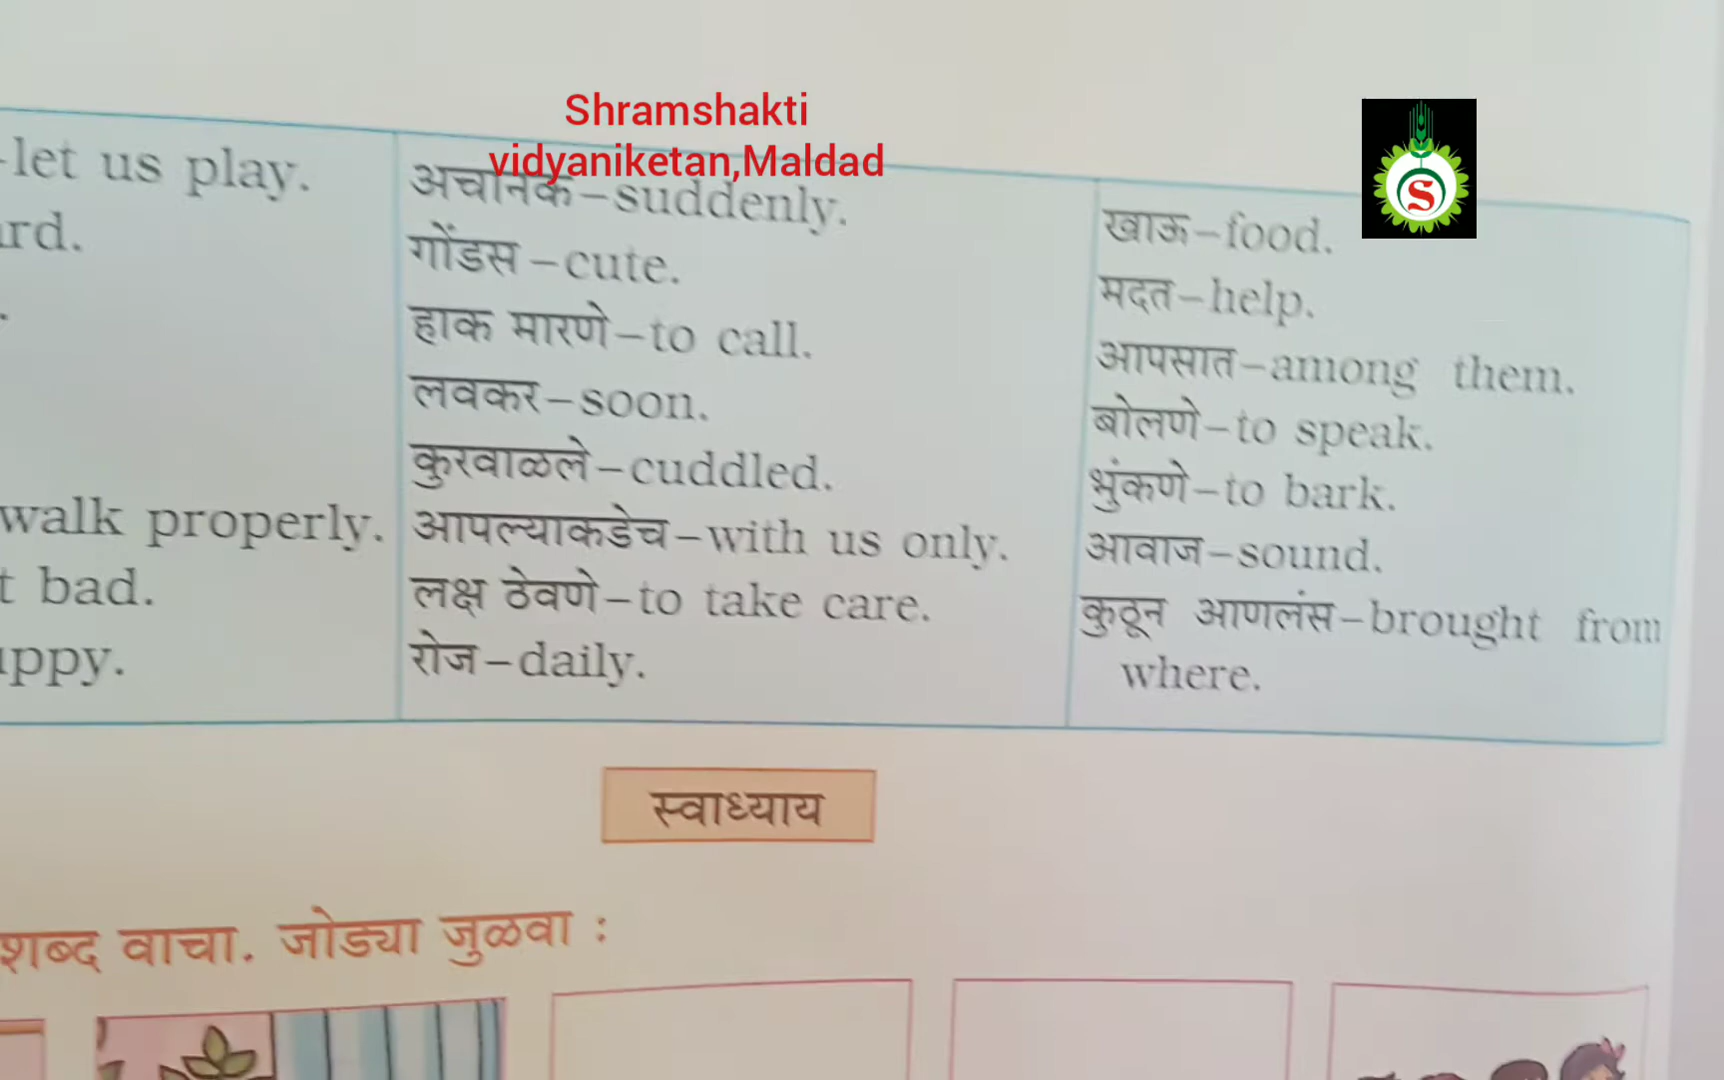 Shramshakti
vidyaniketan,Maldad
S
-let us play.
walk properly.
bad.
अचानक–suddenly.
गोंडस –cute.
हाक मारणे–to call.
लवकर–soon.
कुरवाळले–cuddled.
आपल्याकडेच–with us only.
लक्ष ठेवणे–to take care.
रोज–daily.
खाऊ–food.
मदत–help.
आपसात–among them.
बोलणे–to speak.
भुंकणे–to bark.
आवाज–sound.
कुठून आणलंस–brought from
where.
स्वाध्याय
शब्द वाचा. जोड्या जुळवा :